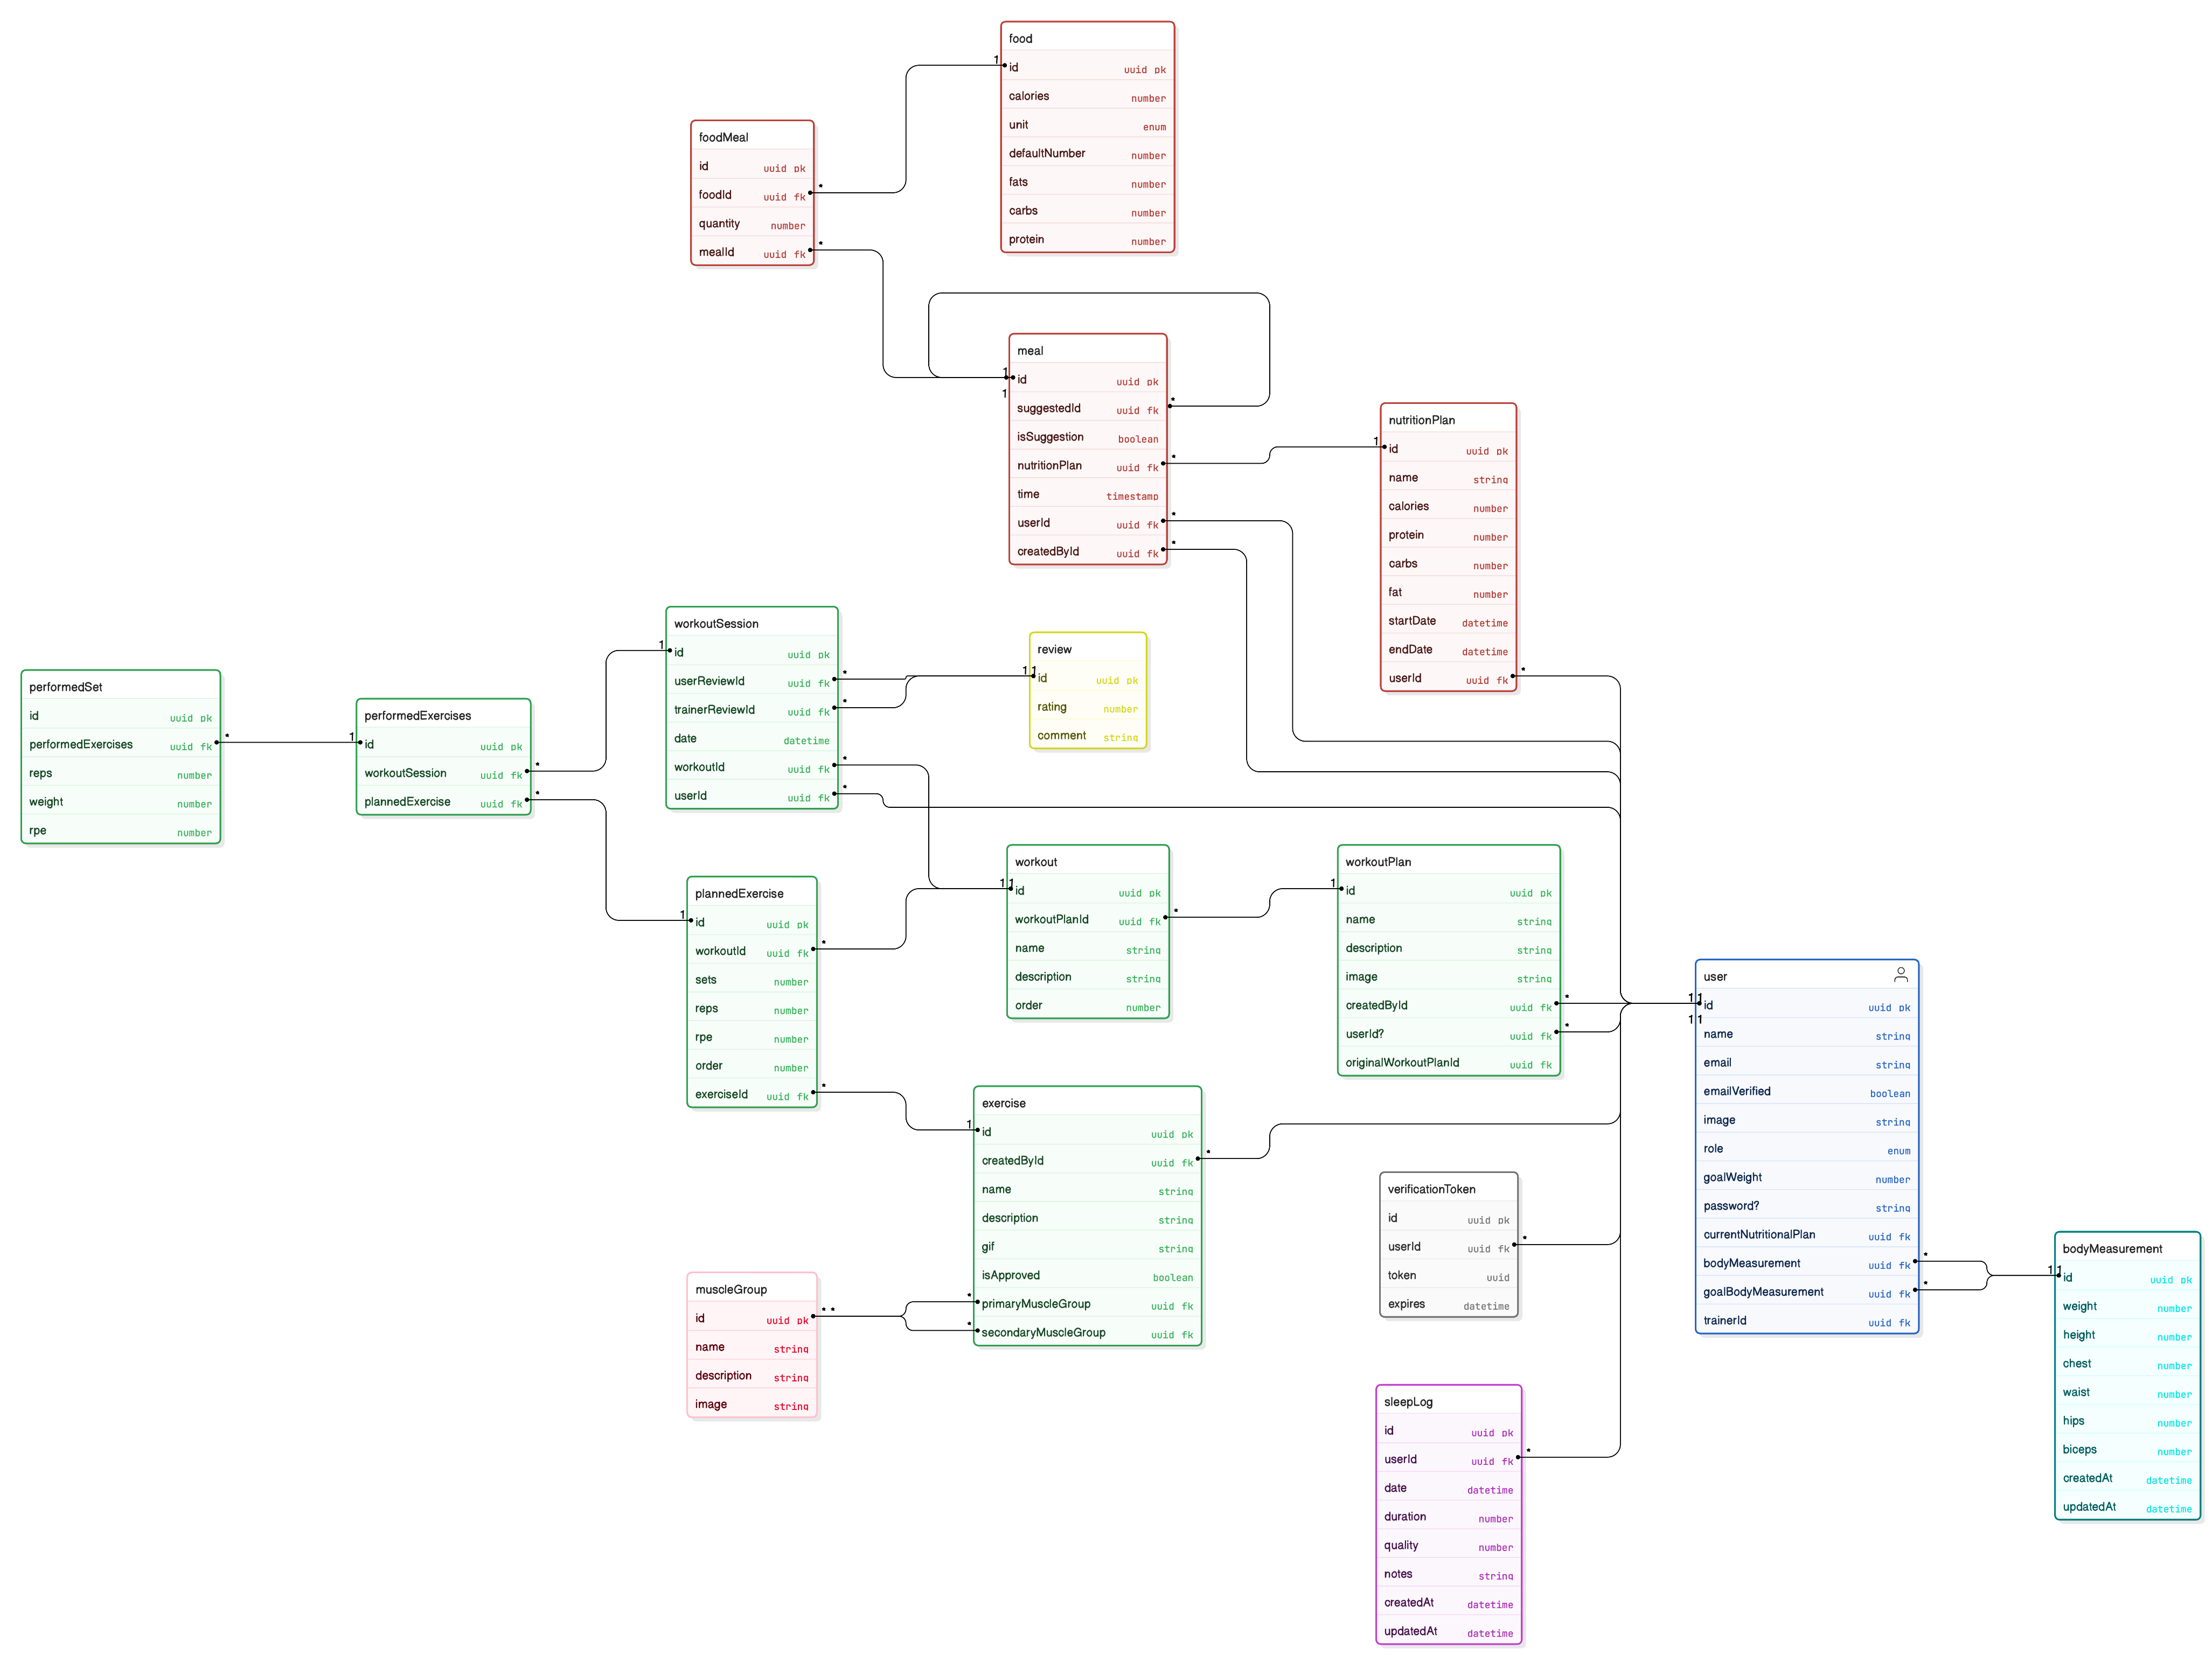 food
id uuid pk
calories number
unit enum
defaultNumber number
fats number
carbs number
protein number
foodMeal
id uuid pk
foodId uuid fk
quantity number
mealId uuid fk
meal
id uuid pk
suggestedId uuid fk
isSuggestion boolean
nutritionPlan uuid fk
time timestamp
userId uuid fk
createdById uuid fk
nutritionPlan
id uuid pk
name string
calories number
protein number
carbs number
fat number
startDate datetime
endDate datetime
userId uuid fk
workoutSession
id uuid pk
userReviewId uuid fk
trainerReviewId uuid fk
date datetime
workoutId uuid fk
userId uuid fk
review
id uuid pk
rating number
comment string
performedSet
id uuid pk
performedExercises uuid fk
reps number
weight number
rpe number
performedExercises
id uuid pk
workoutSession uuid fk
plannedExercise uuid fk
plannedExercise
id uuid pk
workoutId uuid fk
sets number
reps number
rpe number
order number
exerciseId uuid fk
workout
id uuid pk
workoutPlanId uuid fk
name string
description string
order number
workoutPlan
id uuid pk
name string
description string
image string
createdById uuid fk
userId? uuid fk
originalWorkoutPlanId uuid fk
user
id uuid pk
name string
email string
emailVerified boolean
image string
role enum
goalWeight number
password? string
currentNutritionalPlan uuid fk
bodyMeasurement uuid fk
goalBodyMeasurement uuid fk
trainerId uuid fk
exercise
id uuid pk
createdById uuid fk
name string
description string
gif string
isApproved boolean
primaryMuscleGroup uuid fk
secondaryMuscleGroup uuid fk
verificationToken
id uuid pk
userId uuid fk
token uuid
expires datetime
muscleGroup
id uuid pk
name string
description string
image string
bodyMeasurement
id uuid pk
weight number
height number
chest number
waist number
hips number
biceps number
createdAt datetime
updatedAt datetime
sleepLog
id uuid pk
userId uuid fk
date datetime
duration number
quality number
notes string
createdAt datetime
updatedAt datetime